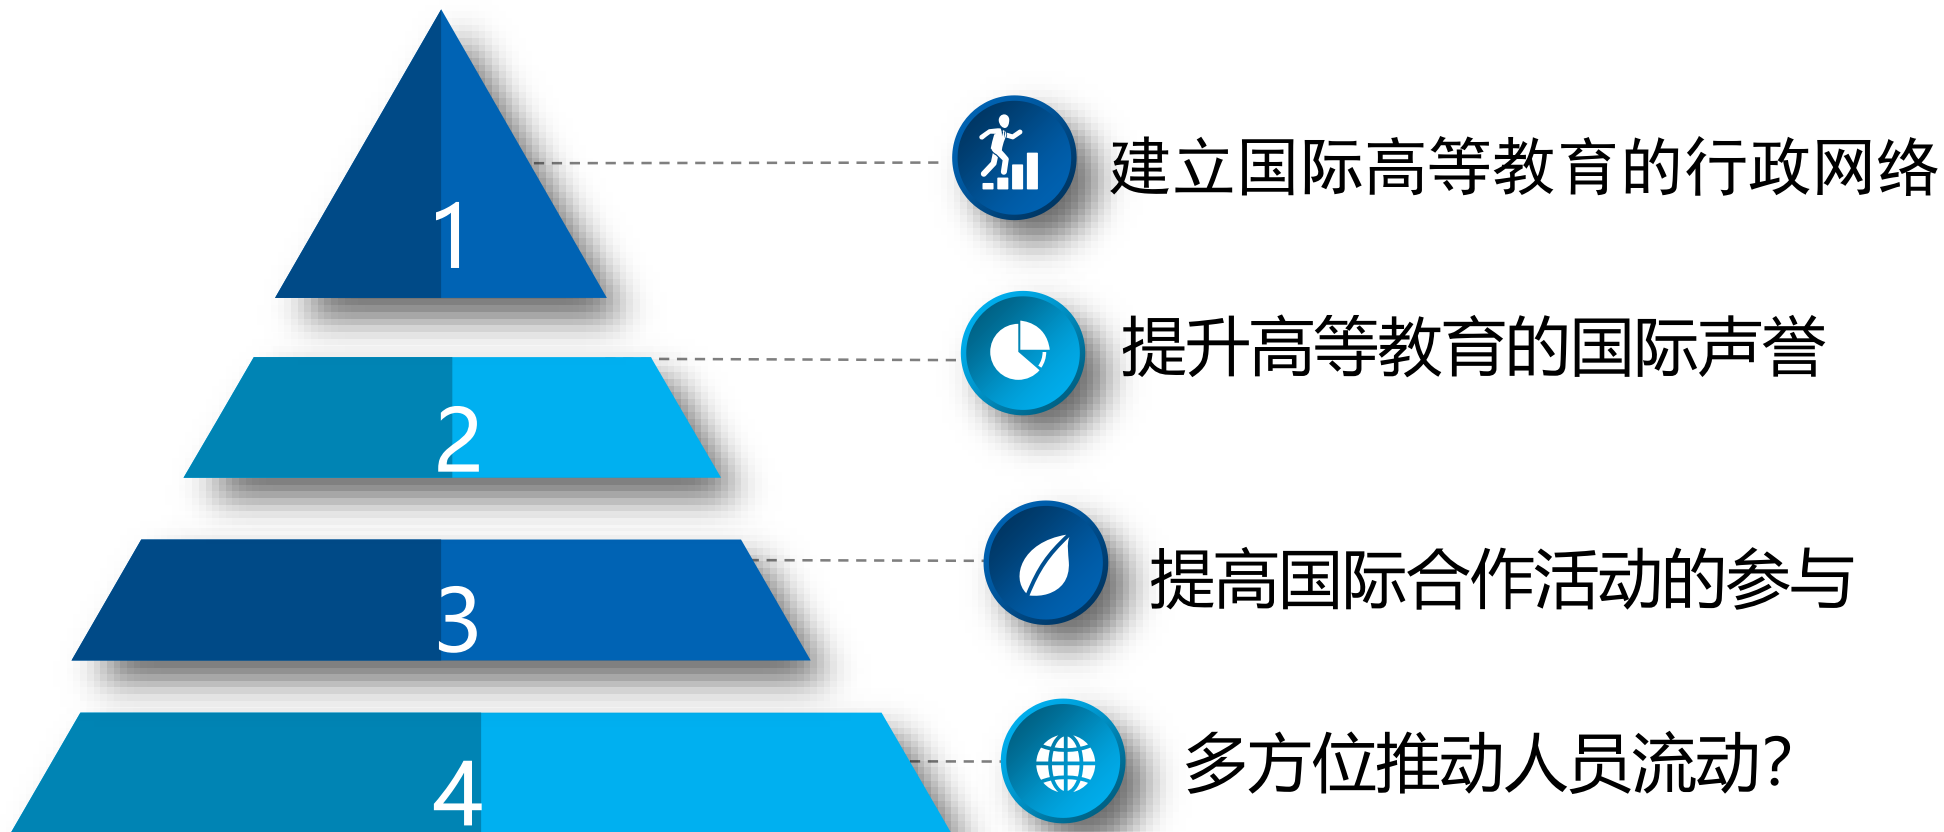 1
建立国际高等教育的行政网络
2
提升高等教育的国际声誉
3
提高国际合作活动的参与
4
多方位推动人员流动?